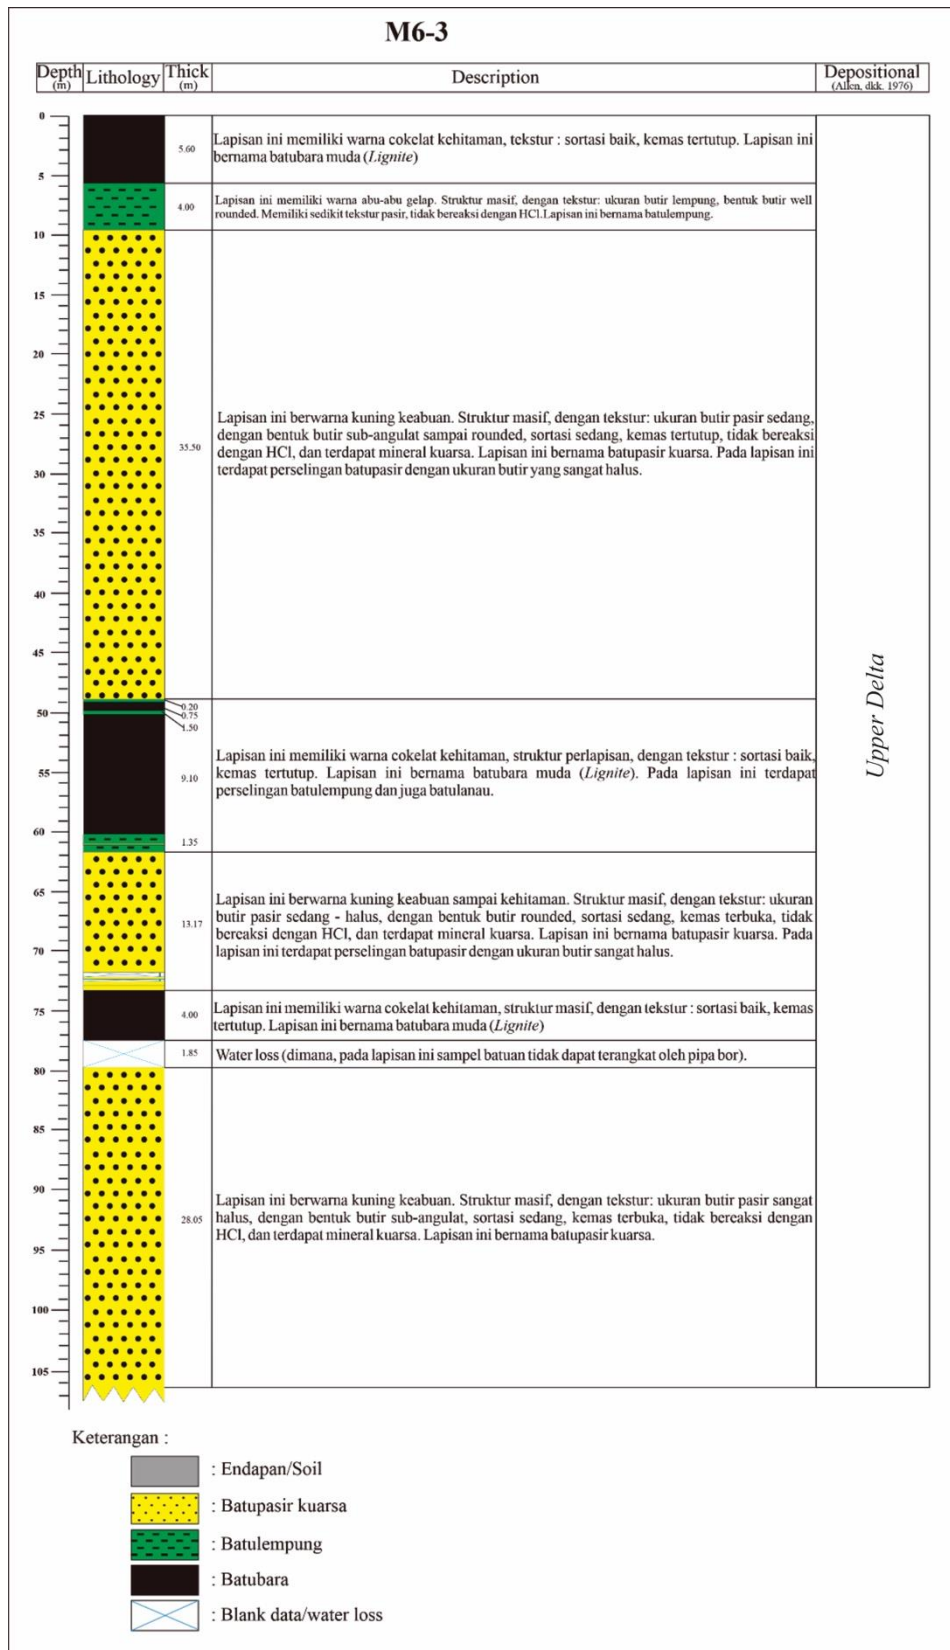 M6-3
Depth Lithology Thick Description Depositional
(m) (m) (Allen, dkk. 1976)
0
5.60
Lapisan ini memiliki warna cokelat kehitaman, tekstur : sortasi baik, kemas tertutup. Lapisan ini
bernama batubara muda (Lignite)
5
4.00
Lapisan ini memiliki warna abu-abu gelap. Struktur masif, dengan tekstur: ukuran butir lempung, bentuk butir well
rounded. Memiliki sedikit tekstur pasir, tidak bereaksi dengan HCl.Lapisan ini bernama batulempung.
10
15
20
25
35.50
Lapisan ini berwarna kuning keabuan. Struktur masif, dengan tekstur: ukuran butir pasir sedang,
dengan bentuk butir sub-angulat sampai rounded, sortasi sedang, kemas tertutup, tidak bereaksi
dengan HCl, dan terdapat mineral kuarsa. Lapisan ini bernama batupasir kuarsa. Pada lapisan ini
terdapat perselingan batupasir dengan ukuran butir yang sangat halus.
30
35
40
45
Upper Delta
0.20
50
0.75
1.50
9.10
Lapisan ini memiliki warna cokelat kehitaman, struktur perlapisan, dengan tekstur : sortasi baik,
kemas tertutup. Lapisan ini bernama batubara muda (Lignite). Pada lapisan ini terdapat
perselingan batulempung dan juga batulanau.
55
60
1.35
65
13.17
Lapisan ini berwarna kuning keabuan sampai kehitaman. Struktur masif, dengan tekstur: ukuran
butir pasir sedang - halus, dengan bentuk butir rounded, sortasi sedang, kemas terbuka, tidak
bereaksi dengan HCl, dan terdapat mineral kuarsa. Lapisan ini bernama batupasir kuarsa. Pada
lapisan ini terdapat perselingan batupasir dengan ukuran butir sangat halus.
70
75
4.00
Lapisan ini memiliki warna cokelat kehitaman, struktur masif, dengan tekstur : sortasi baik, kemas
tertutup. Lapisan ini bernama batubara muda (Lignite)
1.85
Water loss (dimana, pada lapisan ini sampel batuan tidak dapat terangkat oleh pipa bor).
80
85
90
28.05
Lapisan ini berwarna kuning keabuan. Struktur masif, dengan tekstur: ukuran butir pasir sangat
halus, dengan bentuk butir sub-angulat, sortasi sedang, kemas terbuka, tidak bereaksi dengan
HCl, dan terdapat mineral kuarsa. Lapisan ini bernama batupasir kuarsa.
95
100
105
Keterangan :
: Endapan/Soil
: Batupasir kuarsa
: Batulempung
: Batubara
: Blank data/water loss